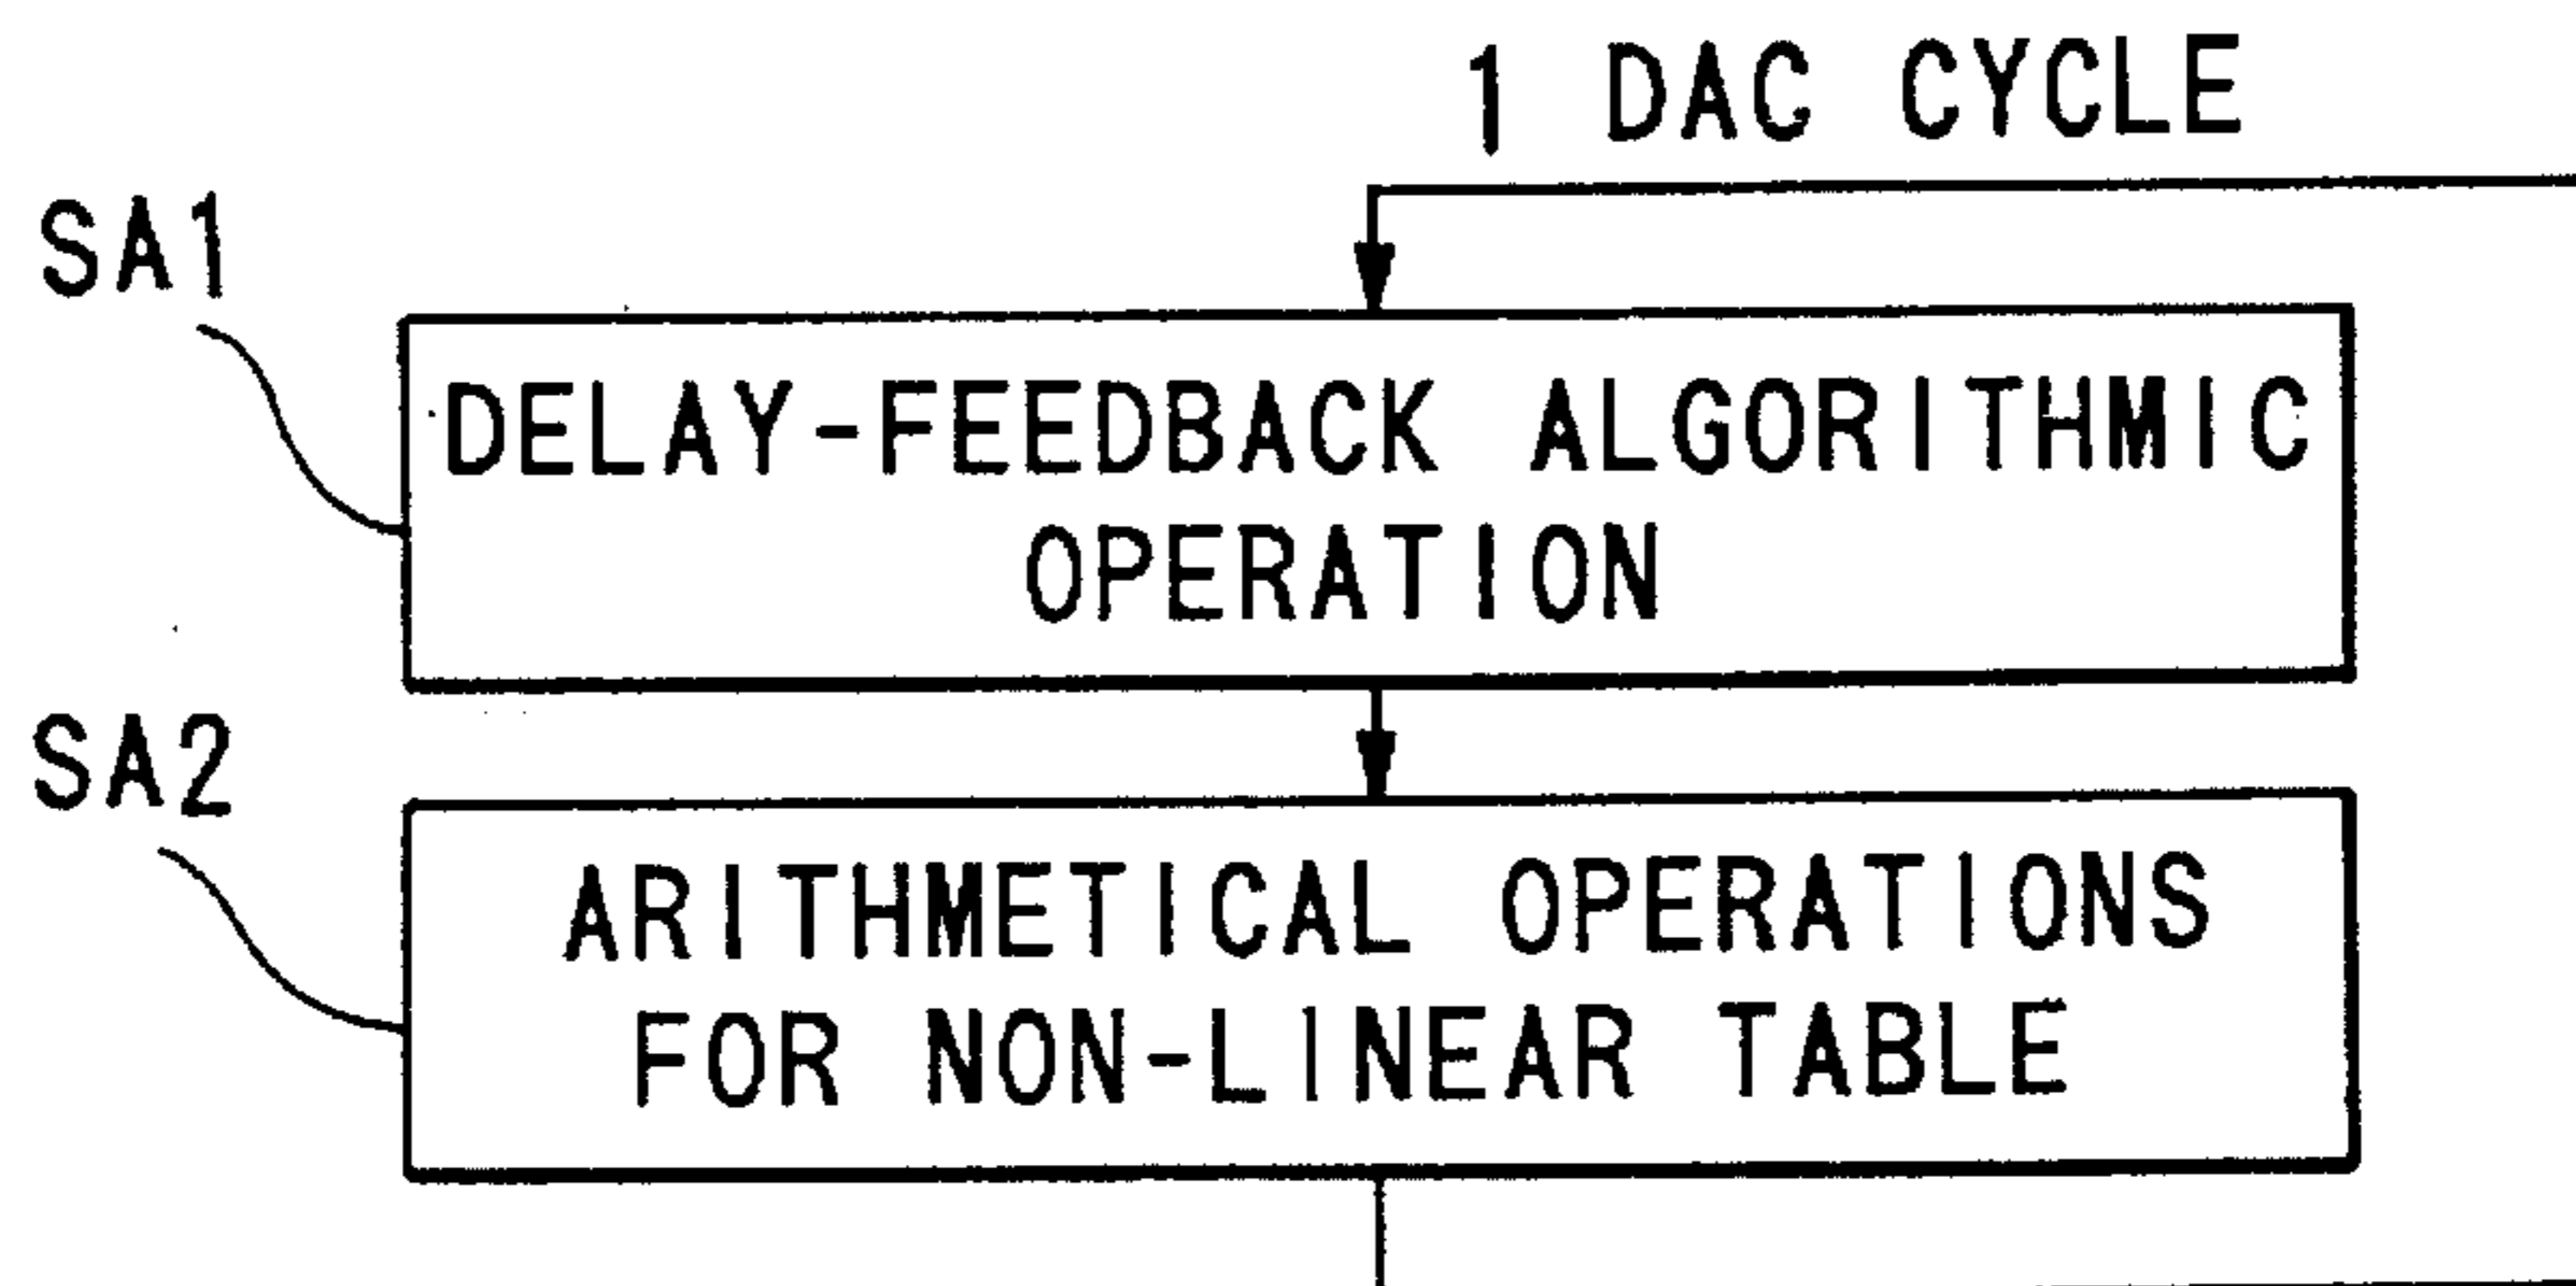 1 DAC CYCLE
SA1
DELAY-FEEDBACK ALGORITHMIC
OPERATION
SA2
ARITHMETICAL OPERATIONS
FOR NON-LINEAR TABLE